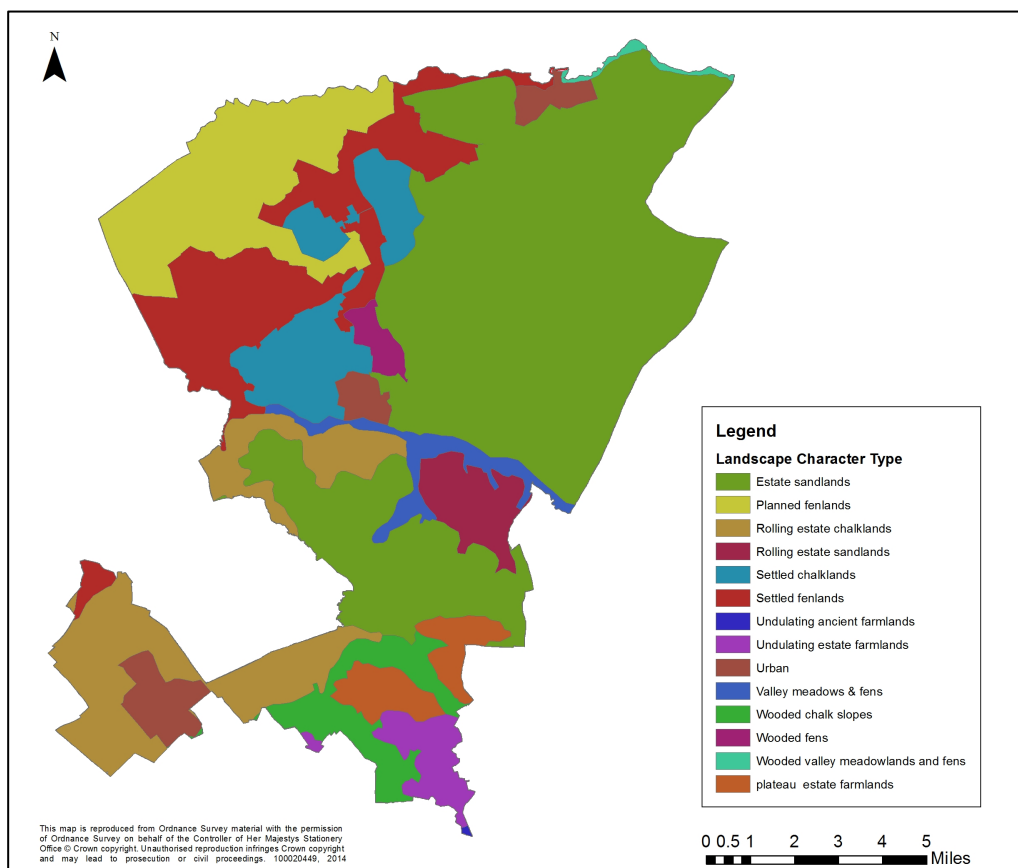 N
Legend
Landscape Character Type
Estate sandlands
Planned fenlands
Rolling estate chalklands
Rolling estate sandlands
Settled chalklands
Settled fenlands
Undulating ancient farmlands
Undulating estate farmlands
Urban
Valley meadows & fens
Wooded chalk slopes
Wooded fens
Wooded valley meadowlands and fens
plateau estate farmlands
This map is reproduced from Ordnance Survey material with the permission
of Ordnance Survey on behalf of the Controller of Her Majestys Stationery
Office © Crown copyright. Unauthorised reproduction infringes Crown copyright
and may lead to prosecution or civil proceedings. 100020449, 2014
0 0.5 1 2 3 4 5
Miles